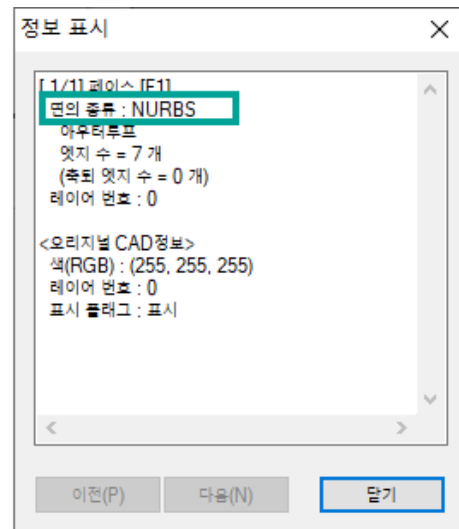 정보 표시
[ 1/1] 페이스 [F1]
면의 종류 : NURBS
아우터루프
엣지 수 = 7 개
(축퇴 엣지 수 = 0 개)
레이어 번호 : 0
<오리지널 CAD정보>
색(RGB) : (255, 255, 255)
레이어 번호 : 0
표시 플래그 : 표시
이전(P) 다음(N) 닫기